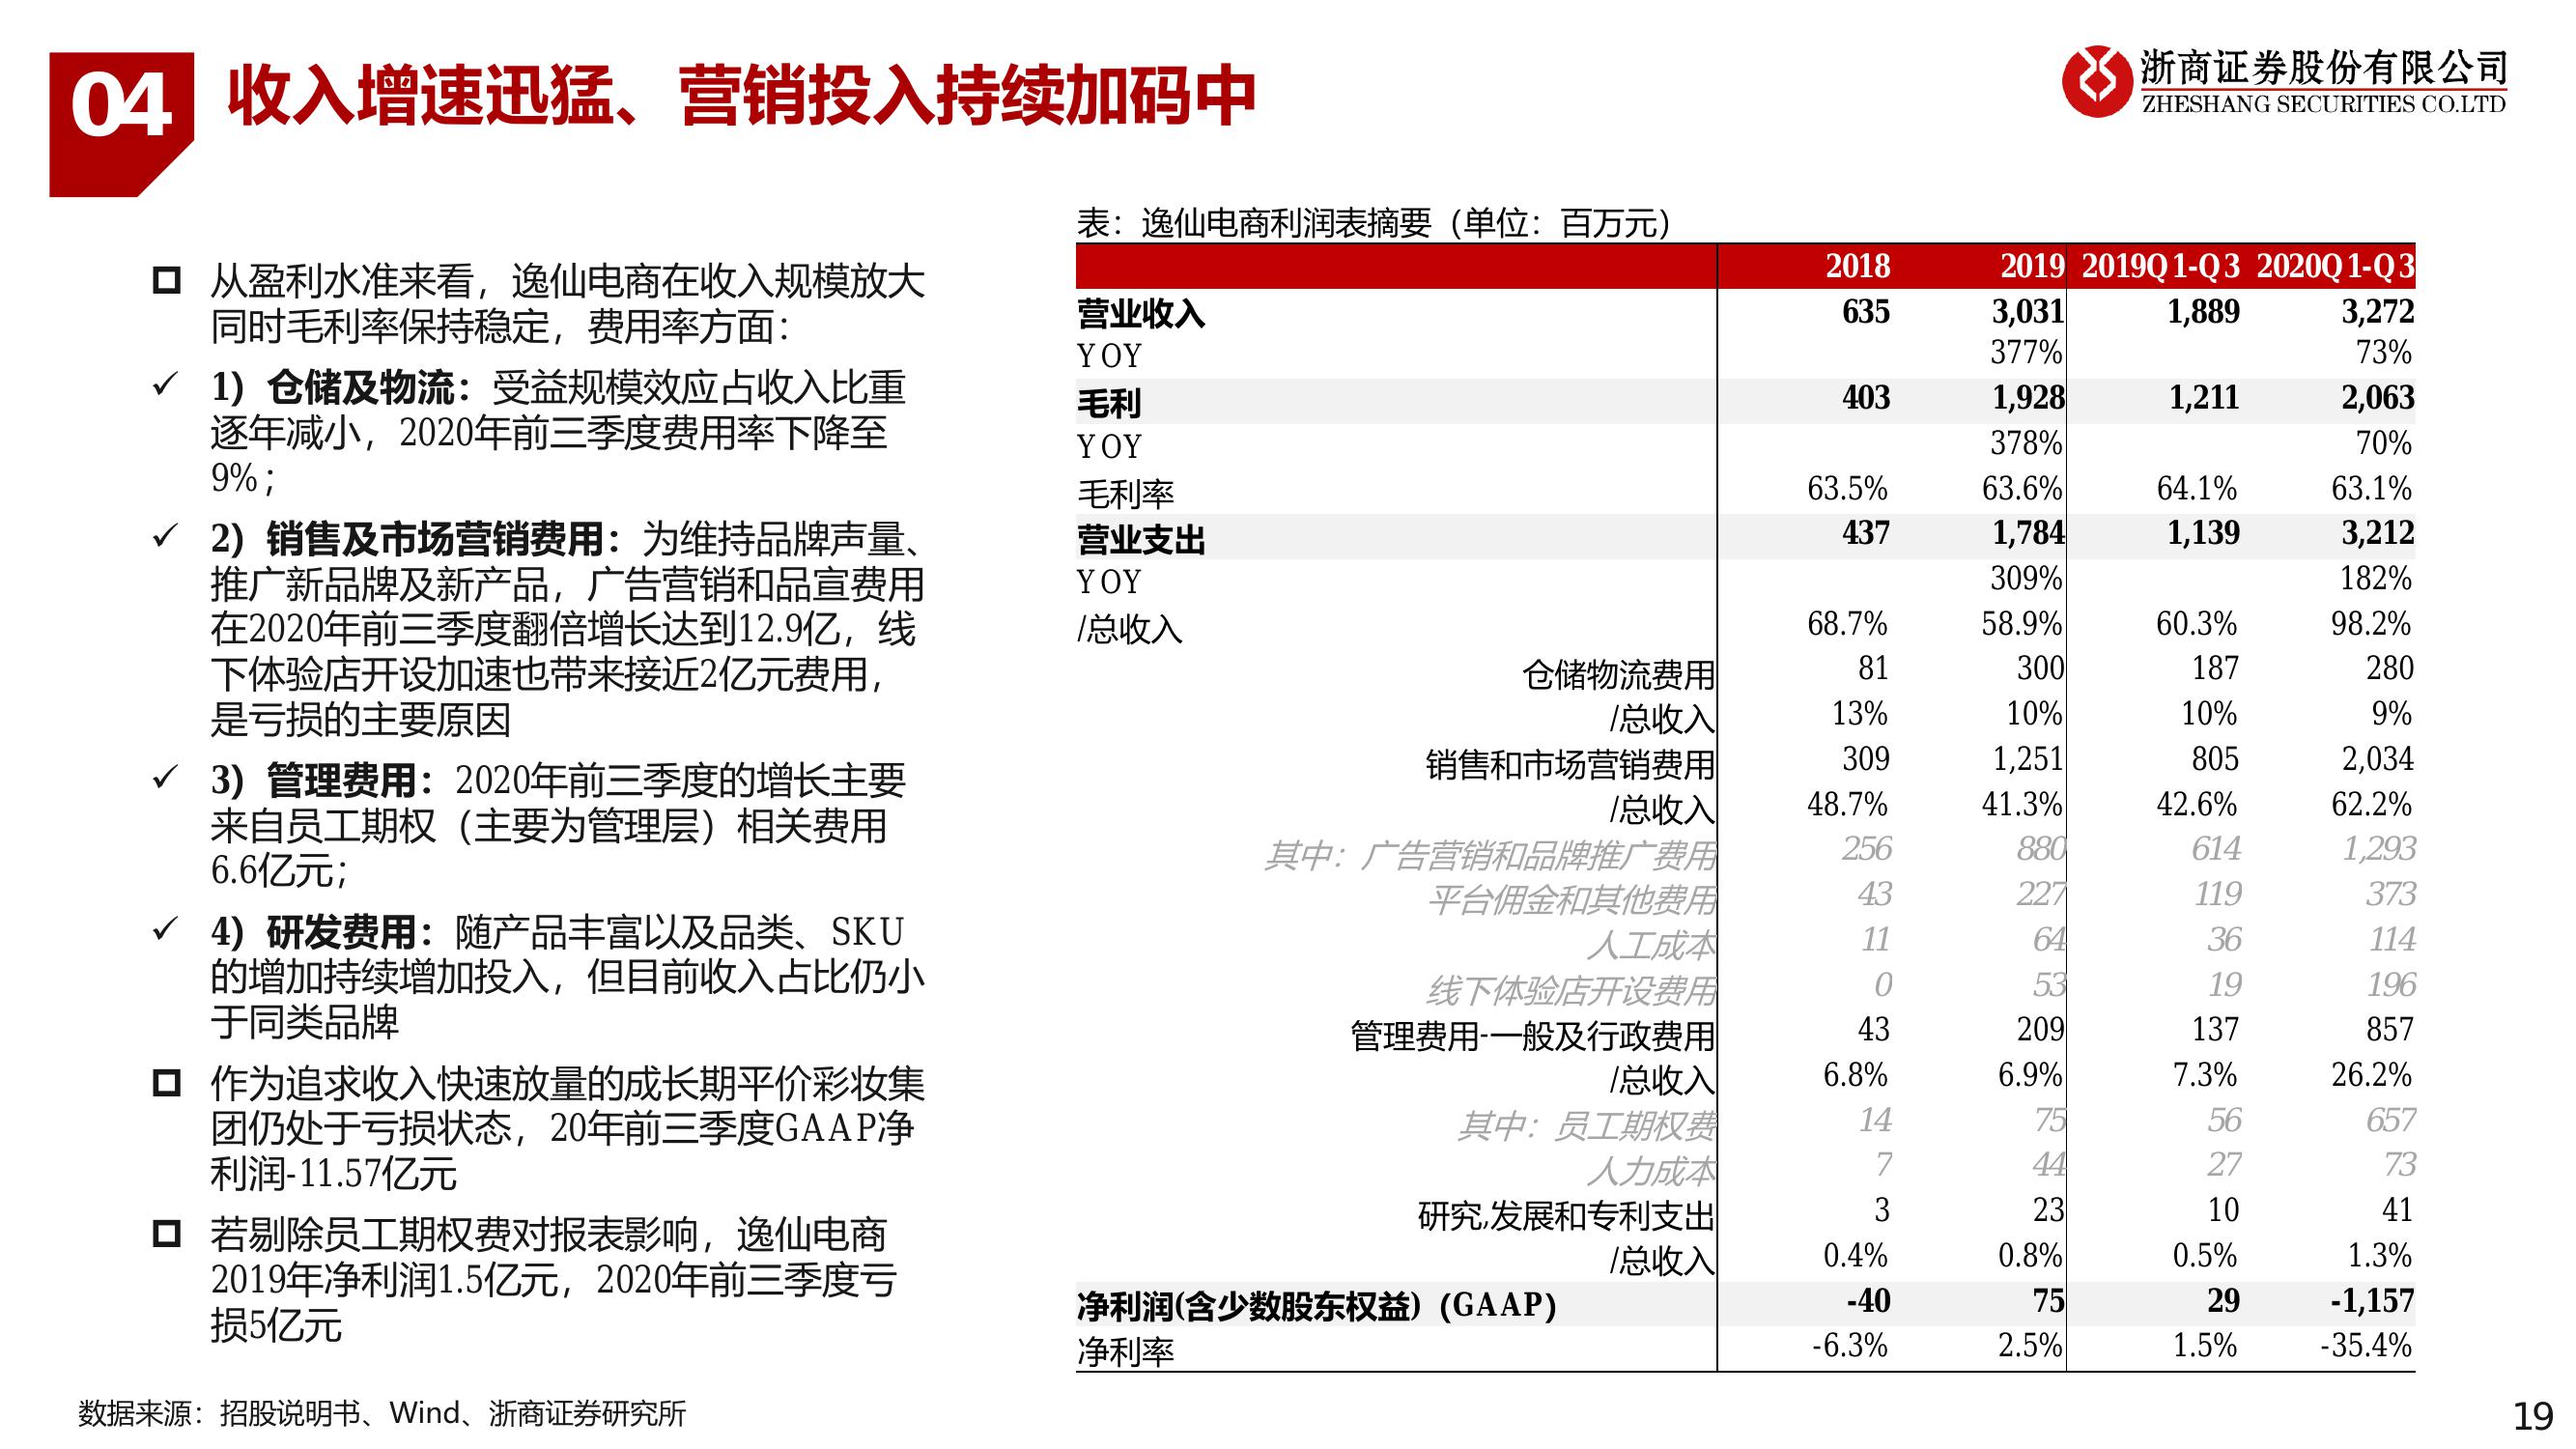 04
收入增速迅猛、营销投入持续加码中
浙商证券股份有限公司
ZHESHANG SECURITIES CO.LTD
从盈利水准来看，逸仙电商在收入规模放大
同时毛利率保持稳定，费用率方面：
✓ 1）仓储及物流：受益规模效应占收入比重
逐年减小，2020年前三季度费用率下降至
9%；
✓ 2）销售及市场营销费用：为维持品牌声量、
推广新品牌及新产品，广告营销和品宣费用
在2020年前三季度翻倍增长达到12.9亿，线
下体验店开设加速也带来接近2亿元费用，
是亏损的主要原因
✓ 3）管理费用：2020年前三季度的增长主要
来自员工期权（主要为管理层）相关费用
6.6亿元；
✓ 4）研发费用：随产品丰富以及品类、SKU
的增加持续增加投入，但目前收入占比仍小
于同类品牌
作为追求收入快速放量的成长期平价彩妆集
团仍处于亏损状态，20年前三季度GAAP净
利润-11.57亿元
若剔除员工期权费对报表影响，逸仙电商
2019年净利润1.5亿元，2020年前三季度亏
损5亿元
表：逸仙电商利润表摘要（单位：百万元）
2018 2019 2019Q1-Q3 2020Q1-Q3
营业收入 635 3,031 1,889 3,272
YOY 377% 73%
毛利 403 1,928 1,211 2,063
YOY 378% 70%
毛利率 63.5% 63.6% 64.1% 63.1%
营业支出 437 1,784 1,139 3,212
YOY 309% 182%
/总收入 68.7% 58.9% 60.3% 98.2%
仓储物流费用 81 300 187 280
/总收入 13% 10% 10% 9%
销售和市场营销费用 309 1,251 805 2,034
/总收入 48.7% 41.3% 42.6% 62.2%
其中：广告营销和品牌推广费用 256 880 614 1,293
平台佣金和其他费用 43 227 119 373
人工成本 11 64 36 114
线下体验店开设费用 0 53 19 196
管理费用-一般及行政费用 43 209 137 857
/总收入 6.8% 6.9% 7.3% 26.2%
其中：员工期权费 14 75 56 657
人力成本 7 44 27 73
研究,发展和专利支出 3 23 10 41
/总收入 0.4% 0.8% 0.5% 1.3%
净利润(含少数股东权益)（GAAP） -40 75 29 -1,157
净利率 -6.3% 2.5% 1.5% -35.4%
数据来源：招股说明书、Wind、浙商证券研究所
19